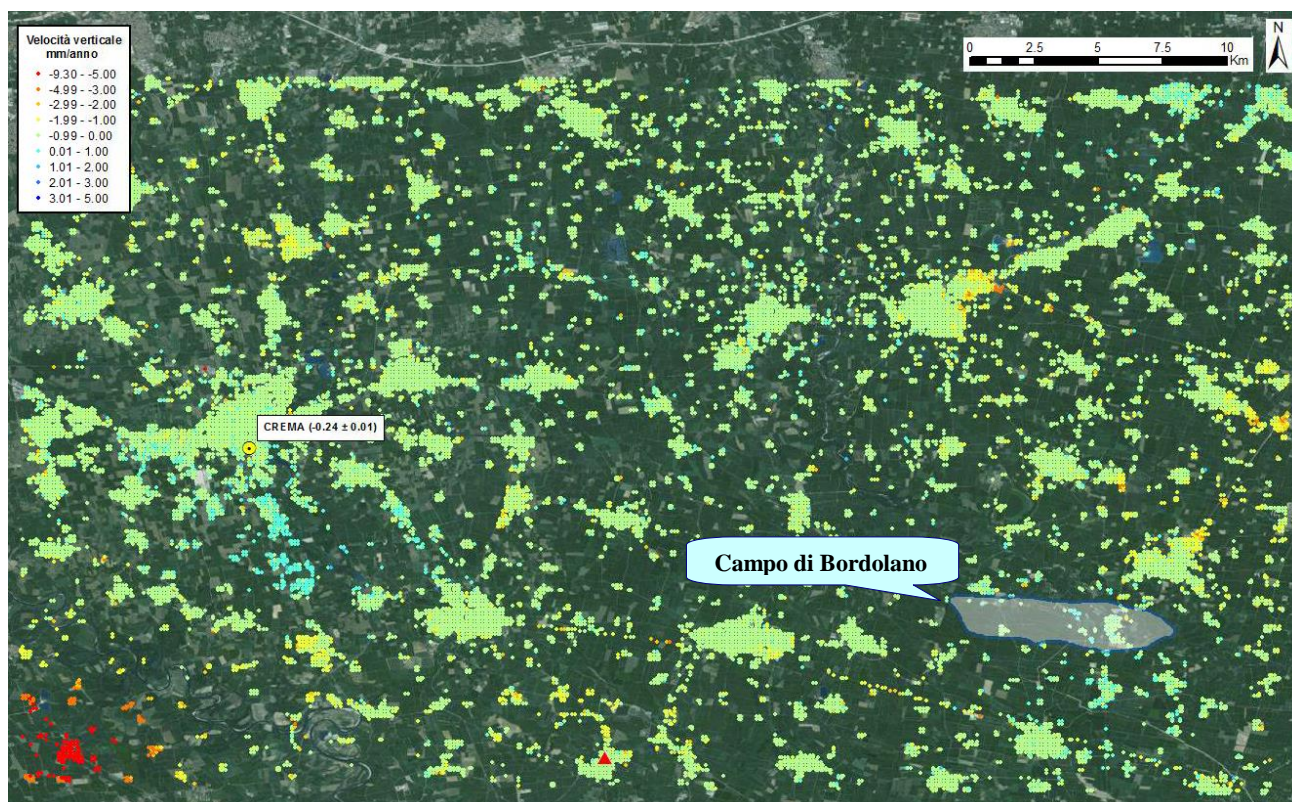 Velocità verticale
mm/anno
-9.30 - -5.00
-4.99 - -3.00
-2.99 - -2.00
-1.99 - -1.00
-0.99 - 0.00
0.01 - 1.00
1.01 - 2.00
2.01 - 3.00
3.01 - 5.00
0 2.5 5 7.5 10
Km
N
CREMA (-0.24 ± 0.01)
Campo di Bordolano